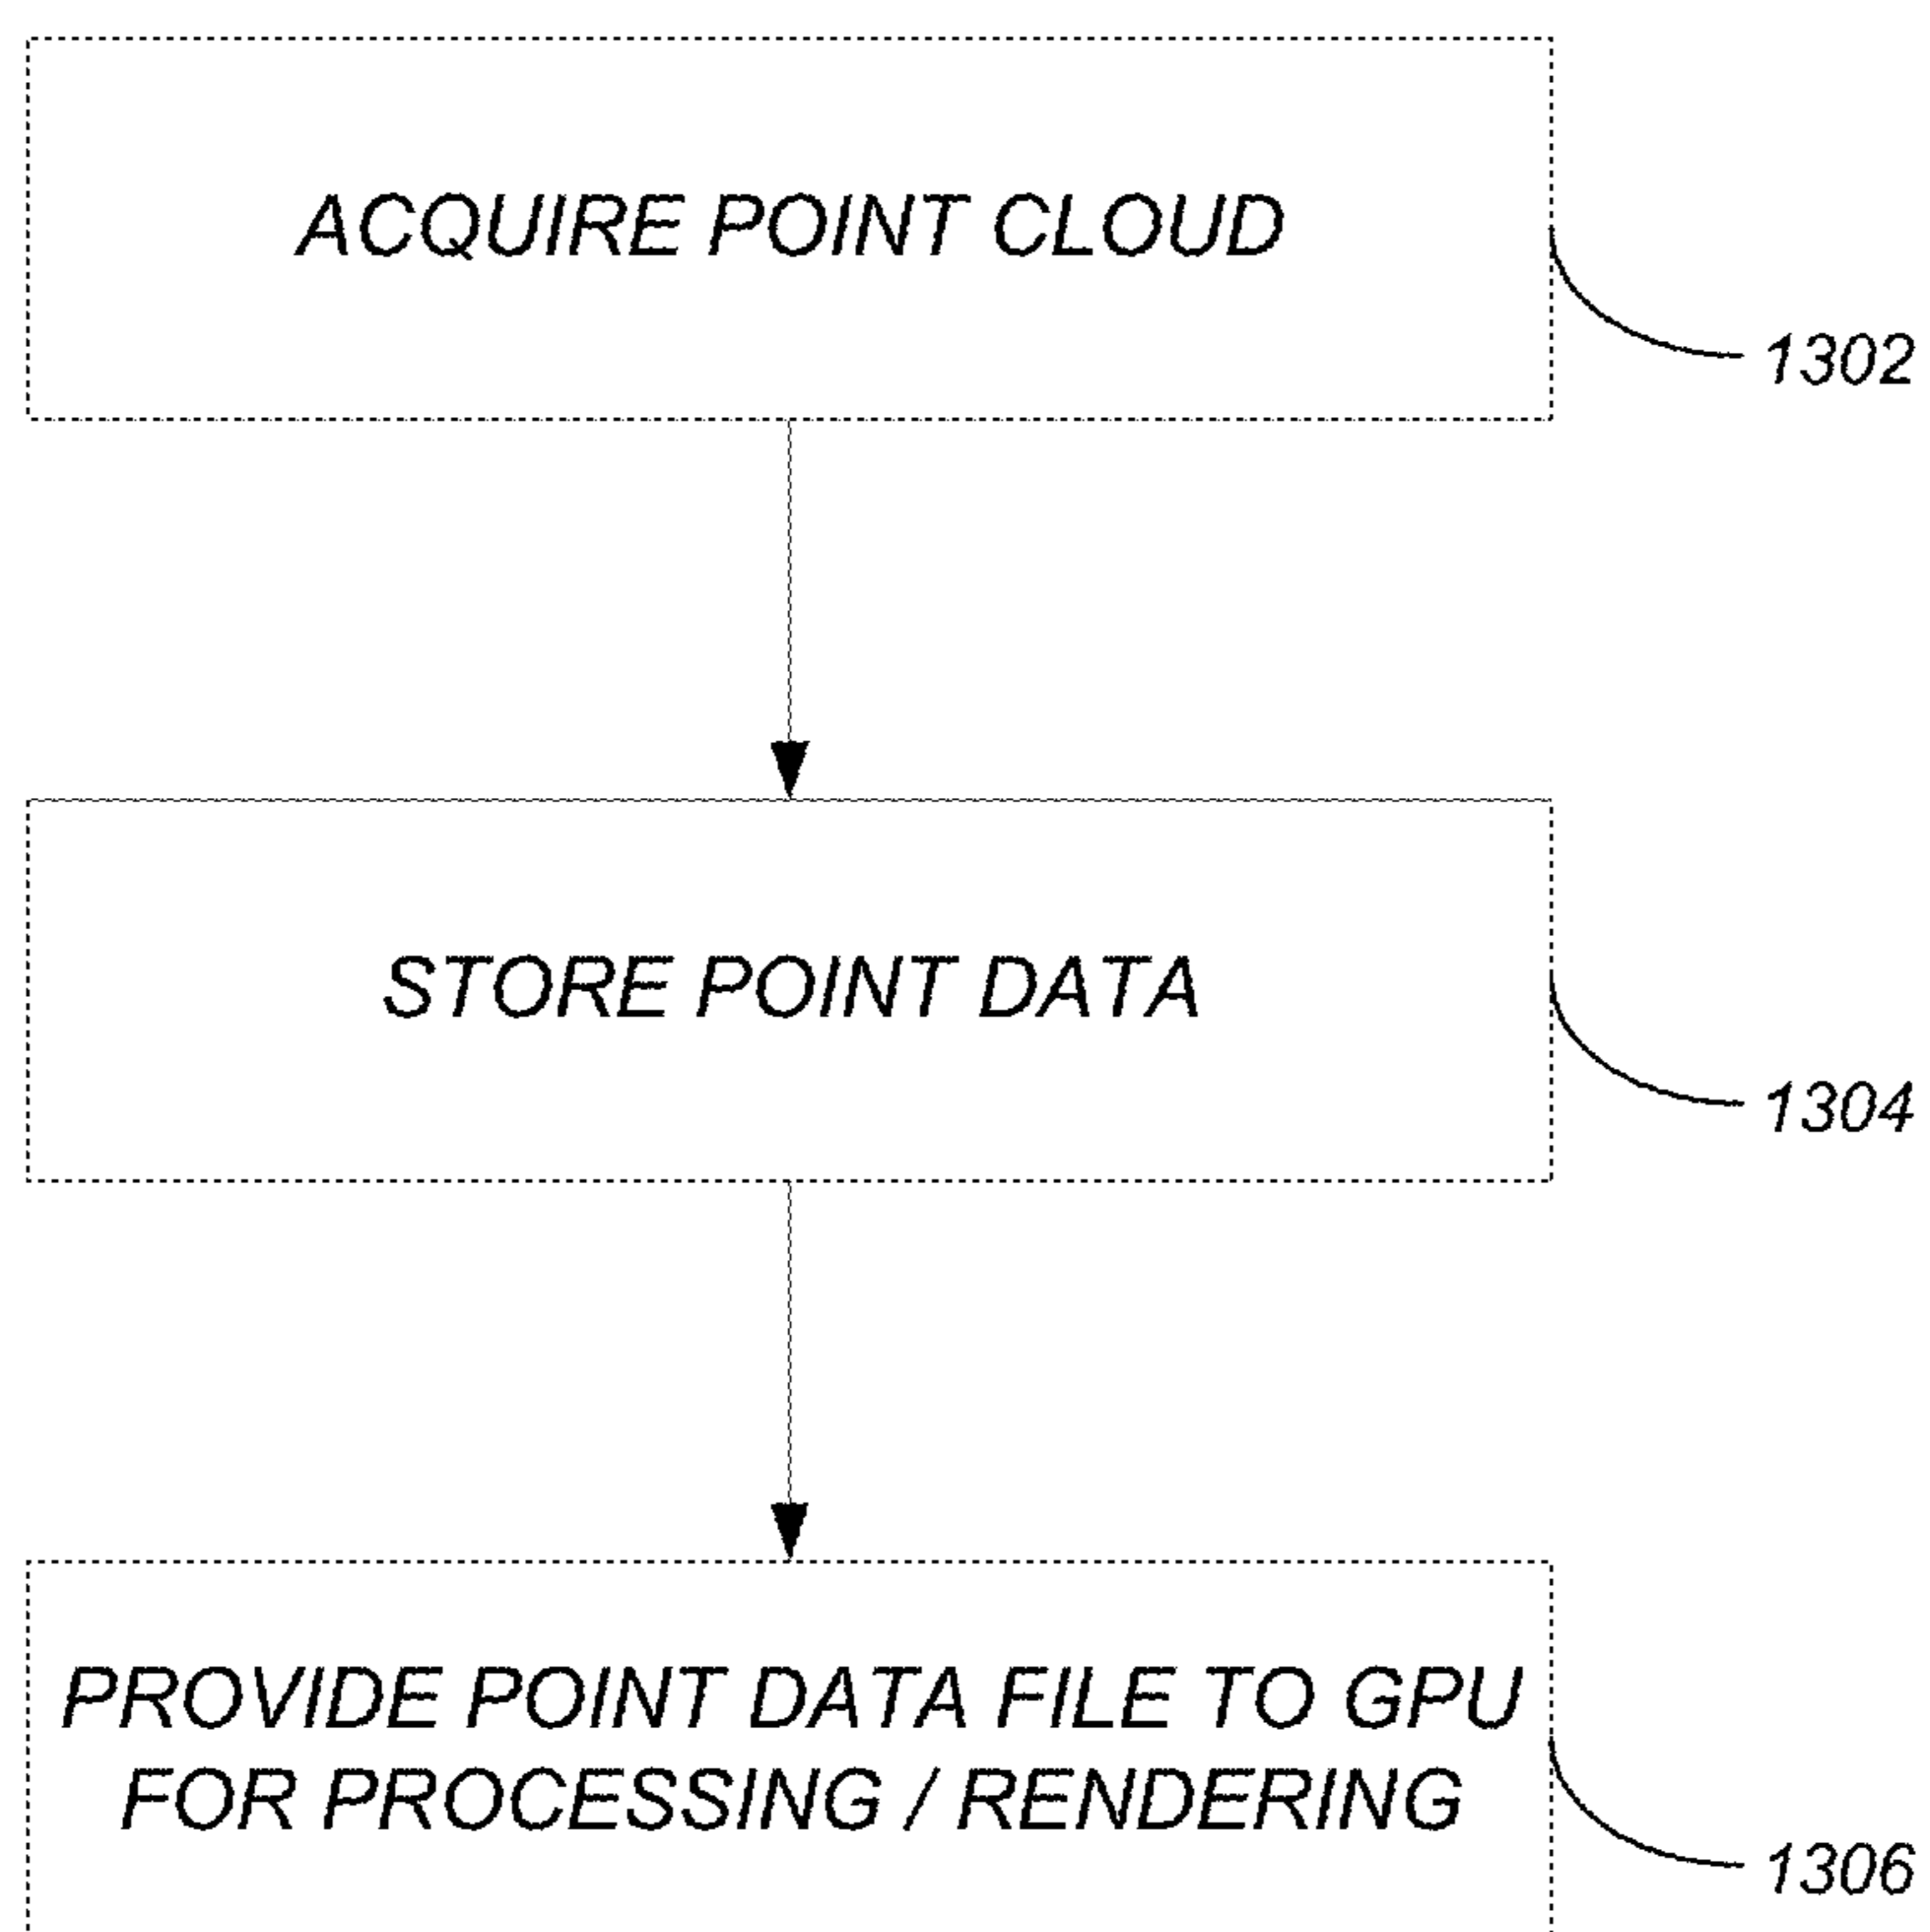 ACQUIRE POINT CLOUD
1302
STORE POINT DATA
1304
PROVIDE POINT DATA FILE TO GPU
FOR PROCESSING / RENDERING
1306